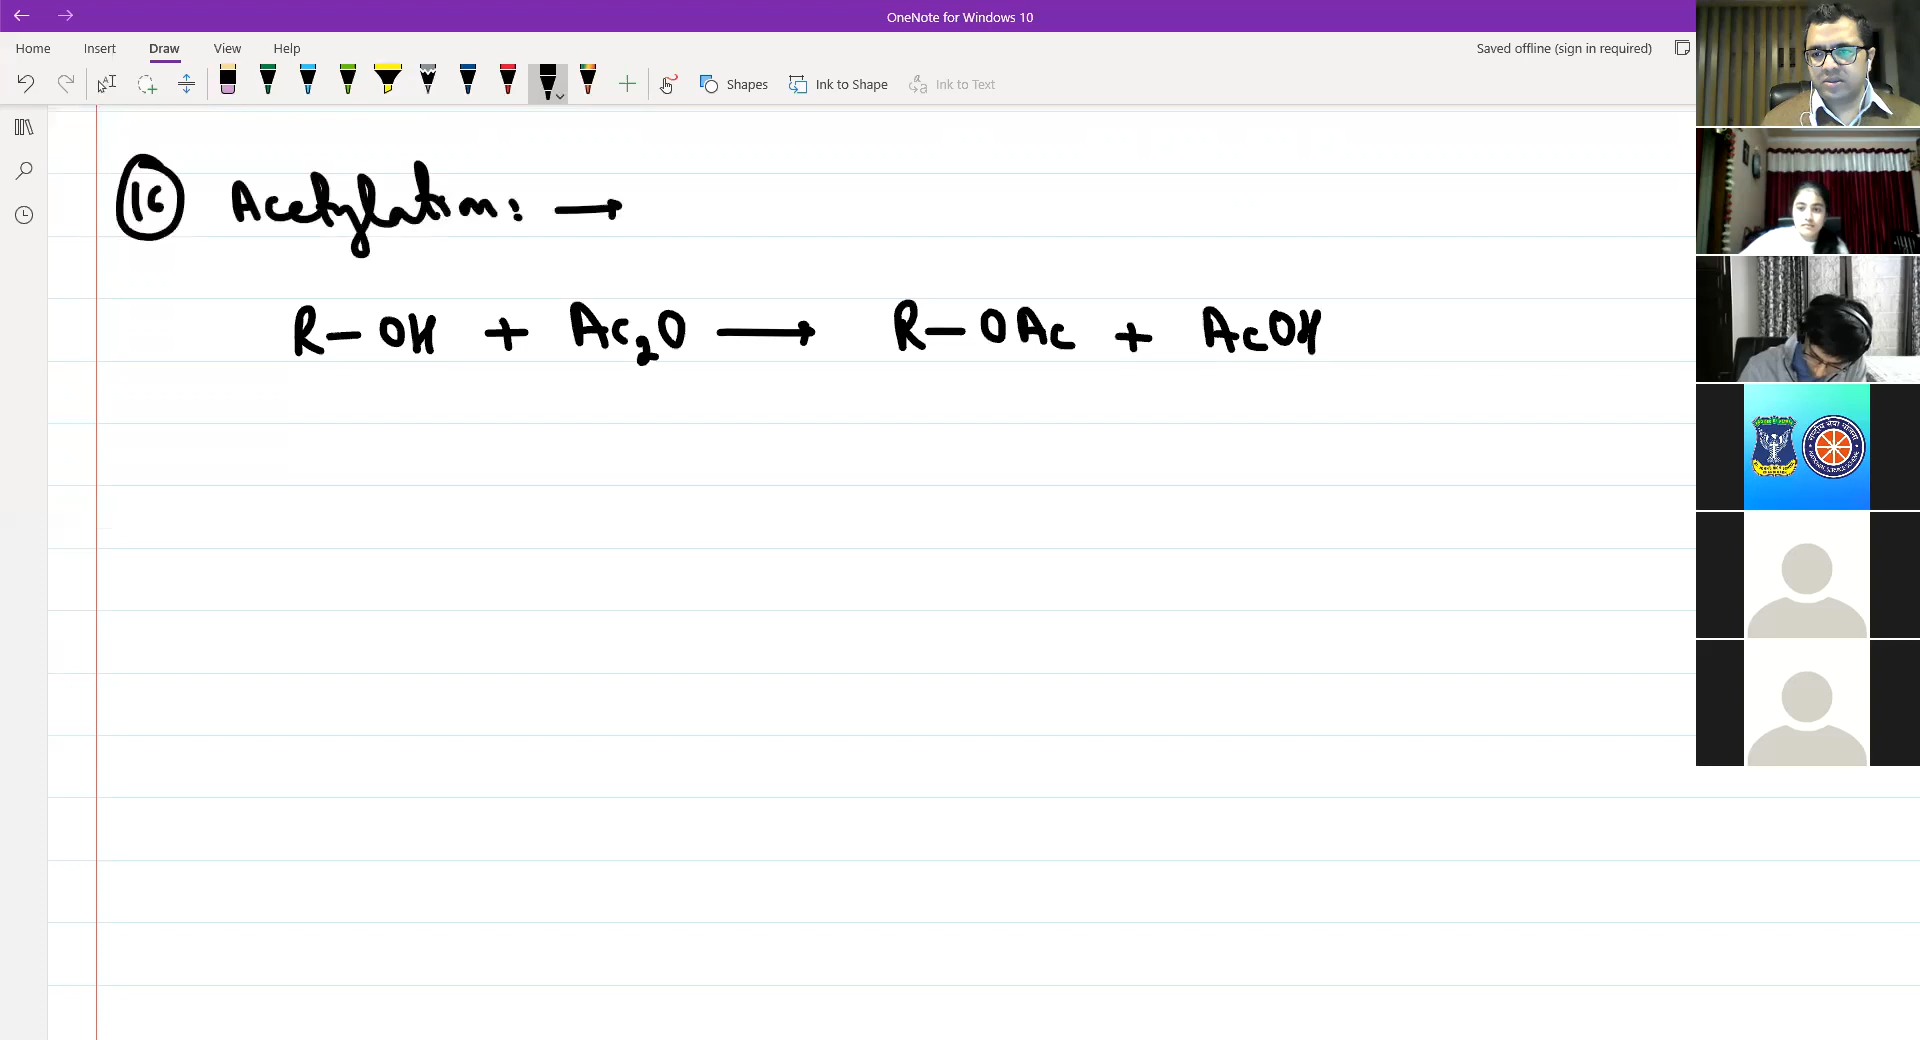 OneNote for Windows 10
Home Insert Draw View Help
Saved offline (sign in required)
Shapes Ink to Shape Ink to Text
16 Acetylation: →
R—OH + Ac₂O → R—OAc + AcOH